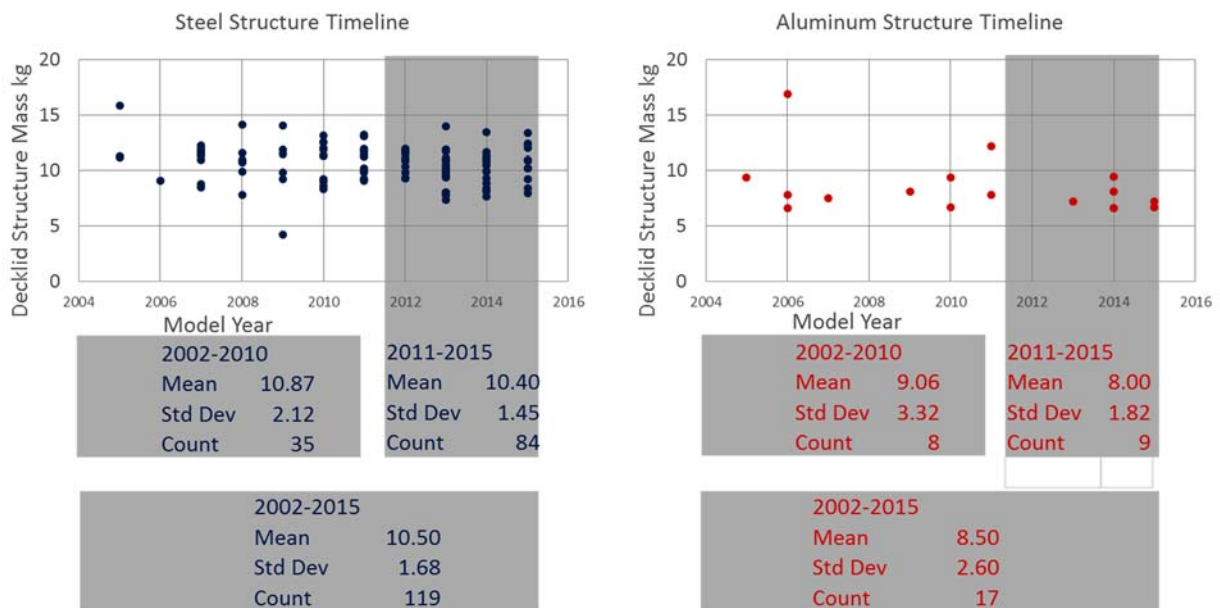 Steel Structure Timeline
Decklid Structure Mass kg
20
15
10
5
0
2004 2006 2008 2010 2012 2014 2016
Model Year
2002-2010
Mean 10.87
Std Dev 2.12
Count 35
2011-2015
Mean 10.40
Std Dev 1.45
Count 84
2002-2015
Mean 10.50
Std Dev 1.68
Count 119
Aluminum Structure Timeline
Decklid Structure Mass kg
20
15
10
5
0
2004 2006 2008 2010 2012 2014 2016
Model Year
2002-2010
Mean 9.06
Std Dev 3.32
Count 8
2011-2015
Mean 8.00
Std Dev 1.82
Count 9
2002-2015
Mean 8.50
Std Dev 2.60
Count 17